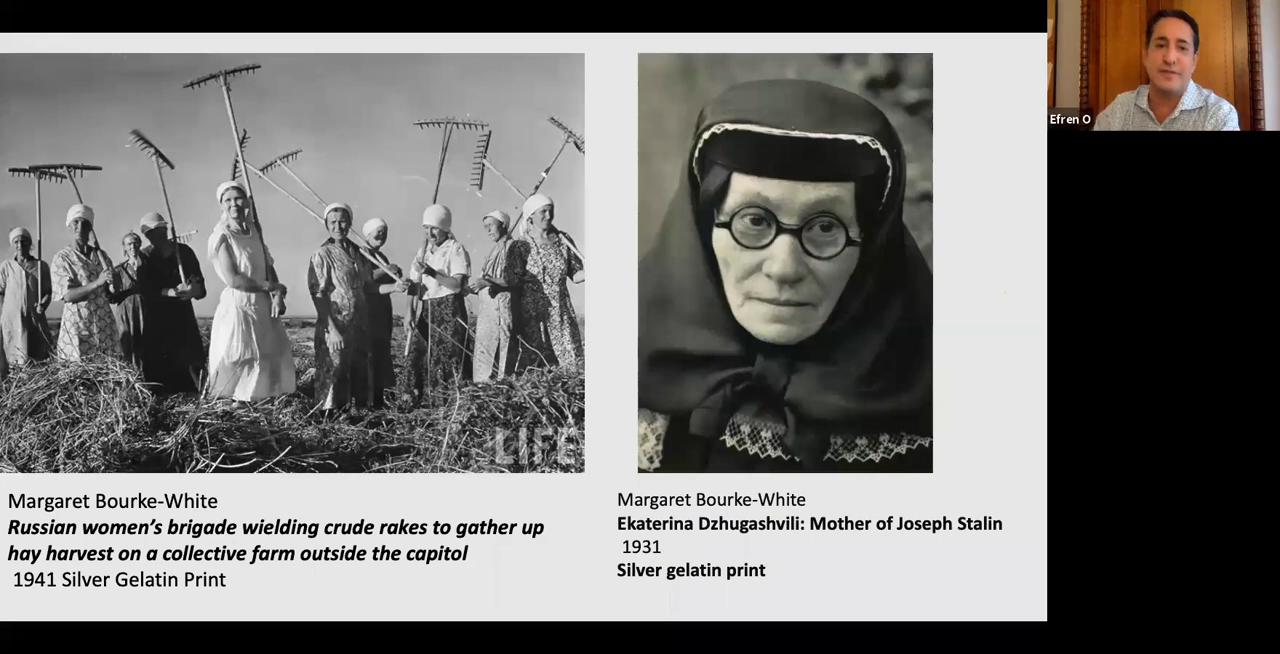 Efren O
LIFE
Margaret Bourke-White
Russian women's brigade wielding crude rakes to gather up
hay harvest on a collective farm outside the capitol
1941 Silver Gelatin Print
Margaret Bourke-White
Ekaterina Dzhugashvili: Mother of Joseph Stalin
1931
Silver gelatin print